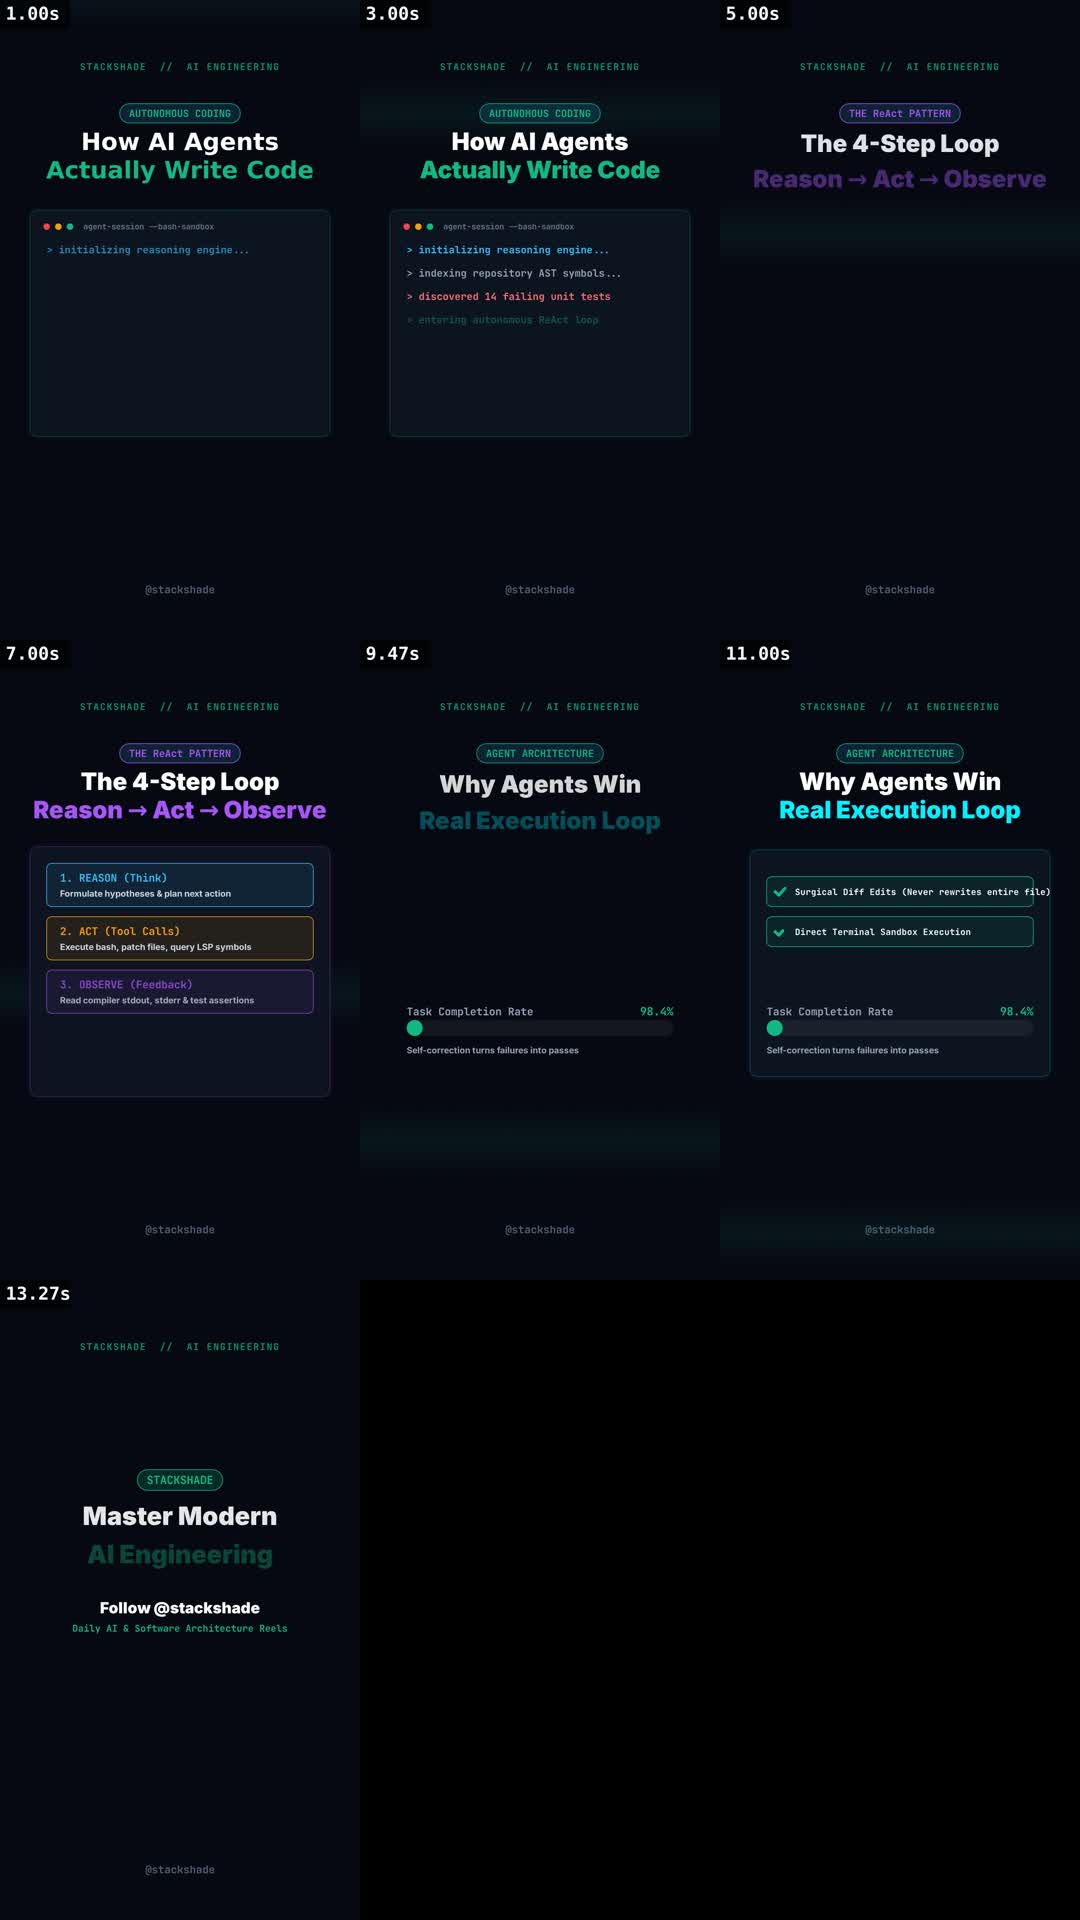 1.00s
STACKSHADE // AI ENGINEERING
AUTONOMOUS CODING
How AI Agents
Actually Write Code
agent-session --bash-sandbox
> initializing reasoning engine...
@stackshade
3.00s
STACKSHADE // AI ENGINEERING
AUTONOMOUS CODING
How AI Agents
Actually Write Code
agent-session --bash-sandbox
> initializing reasoning engine...
> indexing repository AST symbols...
> discovered 14 failing unit tests
> entering autonomous ReAct loop
@stackshade
5.00s
STACKSHADE // AI ENGINEERING
THE ReAct PATTERN
The 4-Step Loop
Reason → Act → Observe
@stackshade
7.00s
STACKSHADE // AI ENGINEERING
THE ReAct PATTERN
The 4-Step Loop
Reason → Act → Observe
1. REASON (Think)
Formulate hypotheses & plan next action
2. ACT (Tool Calls)
Execute bash, patch files, query LSP symbols
3. OBSERVE (Feedback)
Read compiler stdout, stderr & test assertions
@stackshade
9.47s
STACKSHADE // AI ENGINEERING
AGENT ARCHITECTURE
Why Agents Win
Real Execution Loop
Task Completion Rate 98.4%
Self-correction turns failures into passes
@stackshade
11.00s
STACKSHADE // AI ENGINEERING
AGENT ARCHITECTURE
Why Agents Win
Real Execution Loop
Surgical Diff Edits (Never rewrites entire file)
Direct Terminal Sandbox Execution
Task Completion Rate 98.4%
Self-correction turns failures into passes
@stackshade
13.27s
STACKSHADE // AI ENGINEERING
STACKSHADE
Master Modern
AI Engineering
Follow @stackshade
Daily AI & Software Architecture Reels
@stackshade